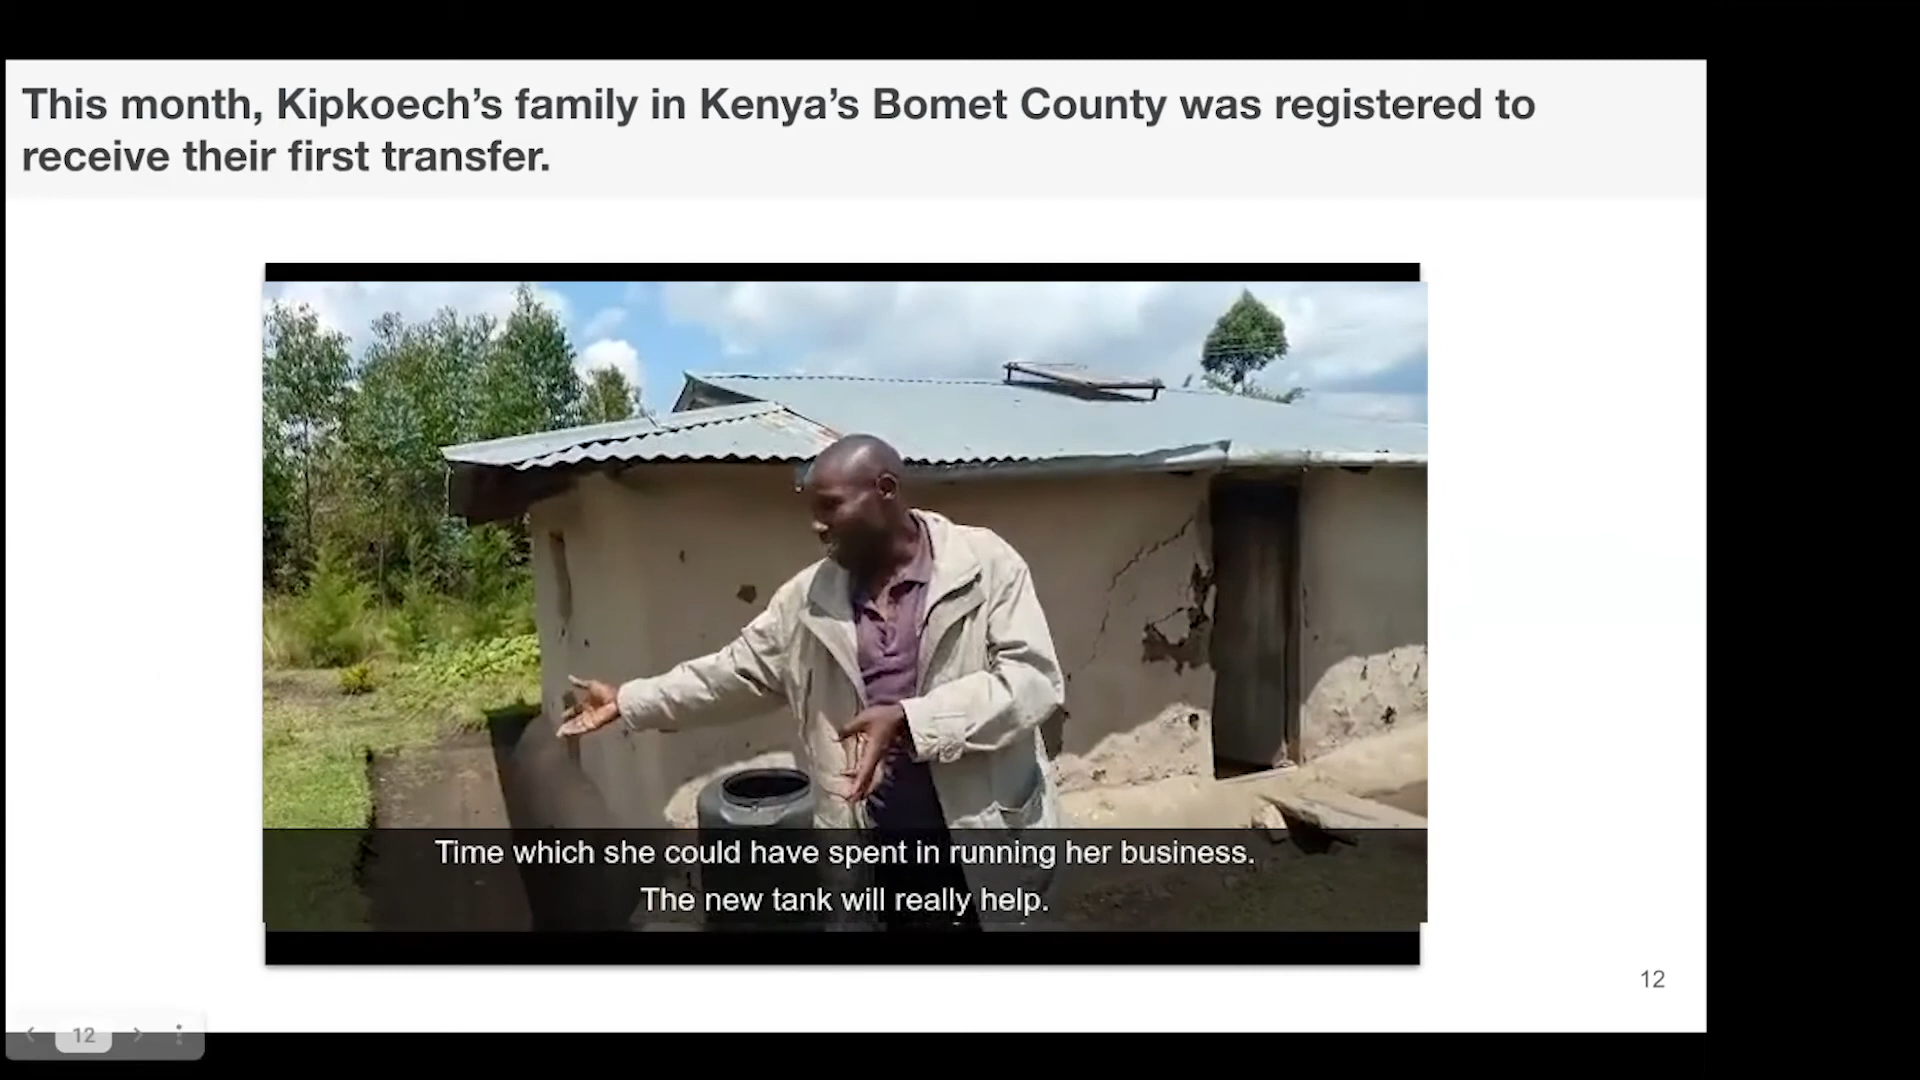 This month, Kipkoech’s family in Kenya’s Bomet County was registered to
receive their first transfer.
Time which she could have spent in running her business.
The new tank will really help.
12
12